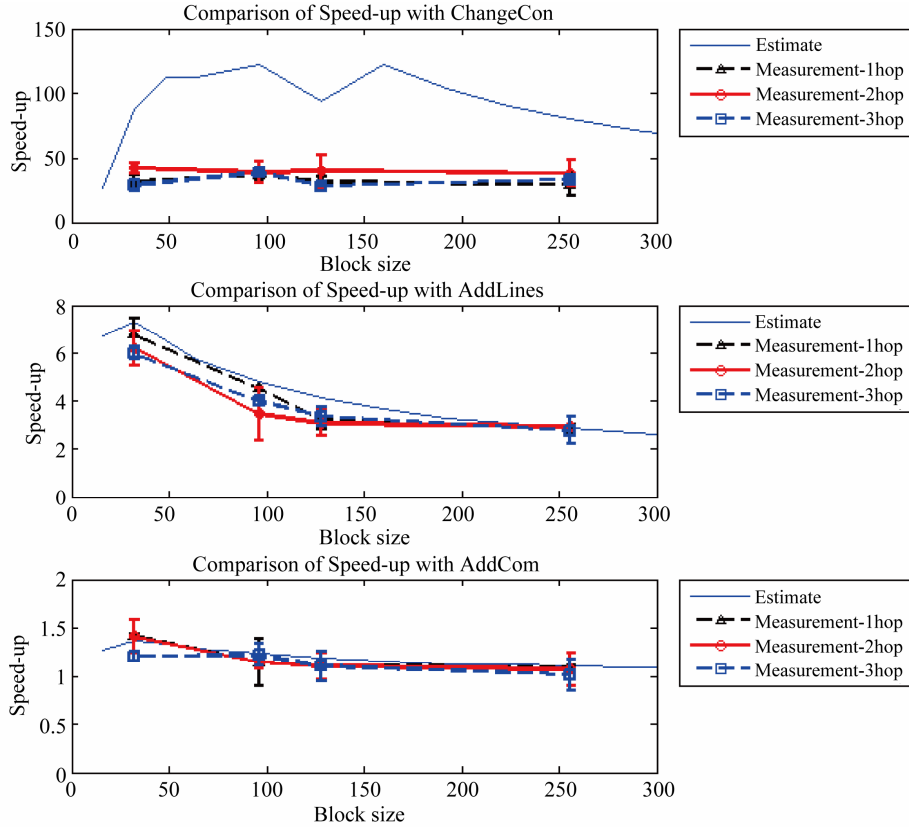 Comparison of Speed-up with ChangeCon
150
100
50
0
Speed-up
0 50 100 150 200 250 300
Block size
Estimate
Measurement-1hop
Measurement-2hop
Measurement-3hop
Comparison of Speed-up with AddLines
8
6
4
2
0
Speed-up
0 50 100 150 200 250 300
Block size
Estimate
Measurement-1hop
Measurement-2hop
Measurement-3hop
Comparison of Speed-up with AddCom
2
1.5
1
0.5
0
Speed-up
0 50 100 150 200 250 300
Block size
Estimate
Measurement-1hop
Measurement-2hop
Measurement-3hop